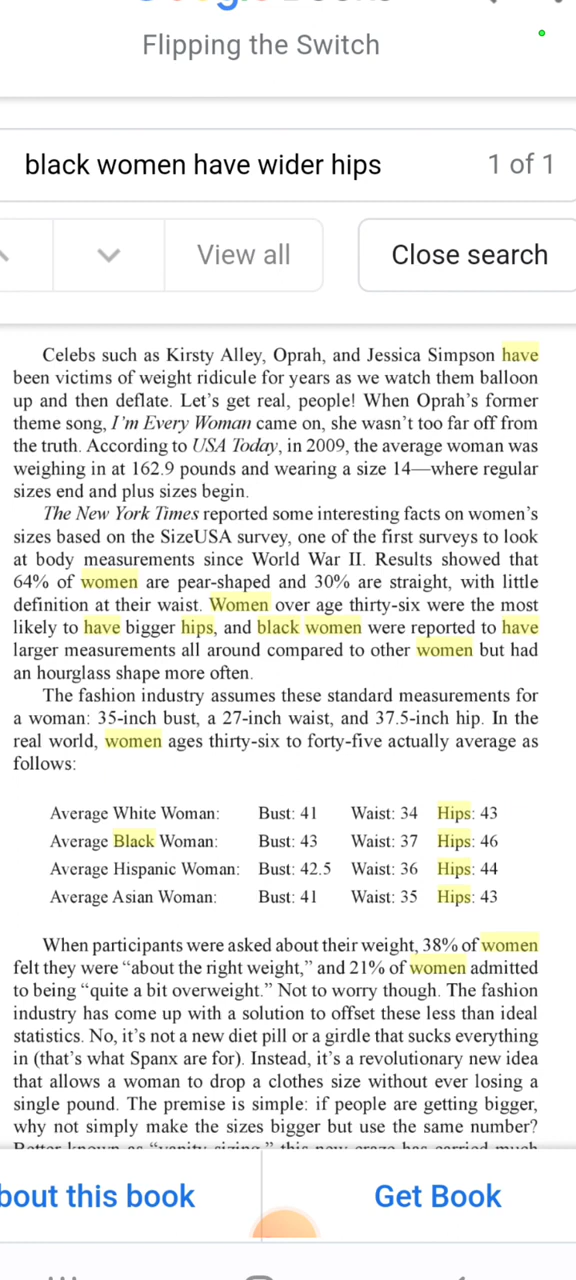 Flipping the Switch
black women have wider hips 1 of 1
View all Close search
Celebs such as Kirsty Alley, Oprah, and Jessica Simpson have
been victims of weight ridicule for years as we watch them balloon
up and then deflate. Let's get real, people! When Oprah's former
theme song, I'm Every Woman came on, she wasn't too far off from
the truth. According to USA Today, in 2009, the average woman was
weighing in at 162.9 pounds and wearing a size 14—where regular
sizes end and plus sizes begin.
The New York Times reported some interesting facts on women's
sizes based on the SizeUSA survey, one of the first surveys to look
at body measurements since World War II. Results showed that
64% of women are pear-shaped and 30% are straight, with little
definition at their waist. Women over age thirty-six were the most
likely to have bigger hips, and black women were reported to have
larger measurements all around compared to other women but had
an hourglass shape more often.
The fashion industry assumes these standard measurements for
a woman: 35-inch bust, a 27-inch waist, and 37.5-inch hip. In the
real world, women ages thirty-six to forty-five actually average as
follows:
Average White Woman: Bust: 41 Waist: 34 Hips: 43
Average Black Woman: Bust: 43 Waist: 37 Hips: 46
Average Hispanic Woman: Bust: 42.5 Waist: 36 Hips: 44
Average Asian Woman: Bust: 41 Waist: 35 Hips: 43
When participants were asked about their weight, 38% of women
felt they were "about the right weight," and 21% of women admitted
to being "quite a bit overweight." Not to worry though. The fashion
industry has come up with a solution to offset these less than ideal
statistics. No, it's not a new diet pill or a girdle that sucks everything
in (that's what Spanx are for). Instead, it's a revolutionary new idea
that allows a woman to drop a clothes size without ever losing a
single pound. The premise is simple: if people are getting bigger,
why not simply make the sizes bigger but use the same number?
bout this book Get Book